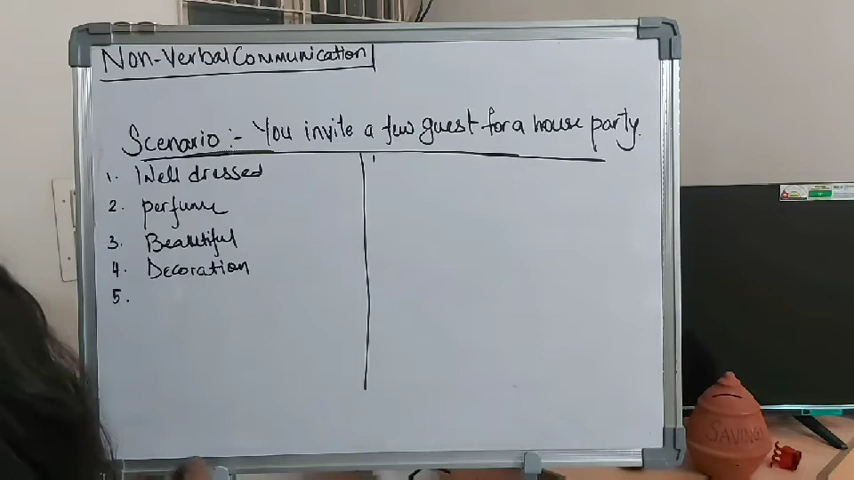 Non-Verbal Communication
Scenario :- You invite a few guest for a house party.
1. Well dressed
2. perfume
3. Beautiful
4. Decoration
5.
SAVINGS